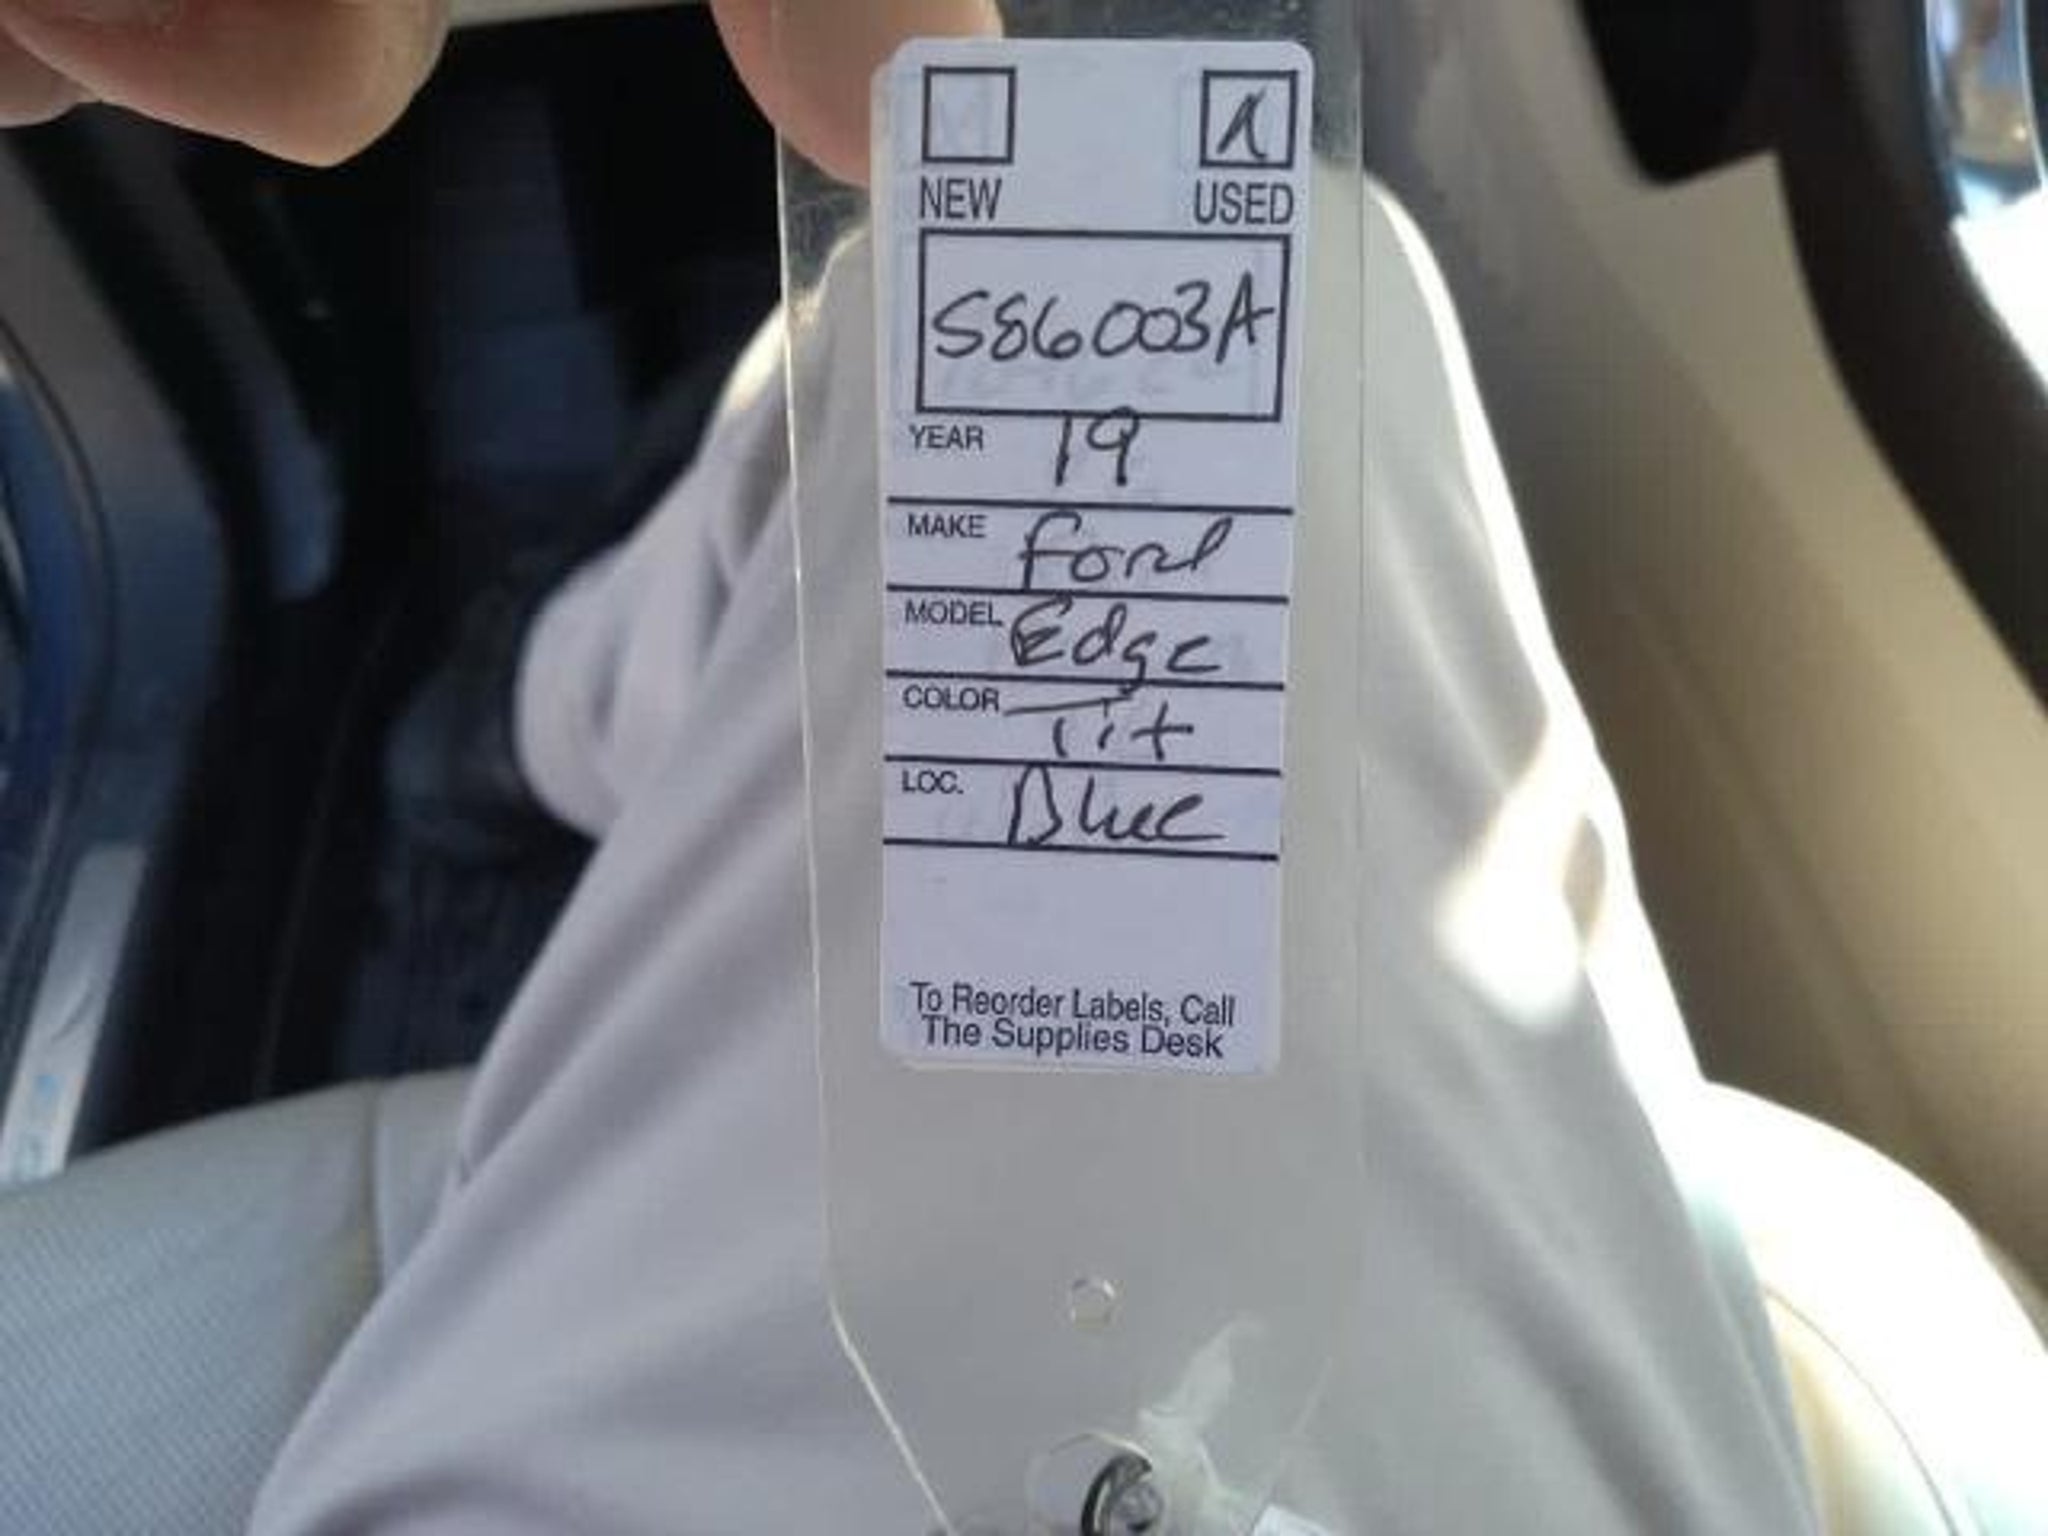 NEW USED
S86003A
YEAR 19
MAKE Ford
MODEL Edge
COLOR Tit
LOC. Blue
To Reorder Labels, Call
The Supplies Desk